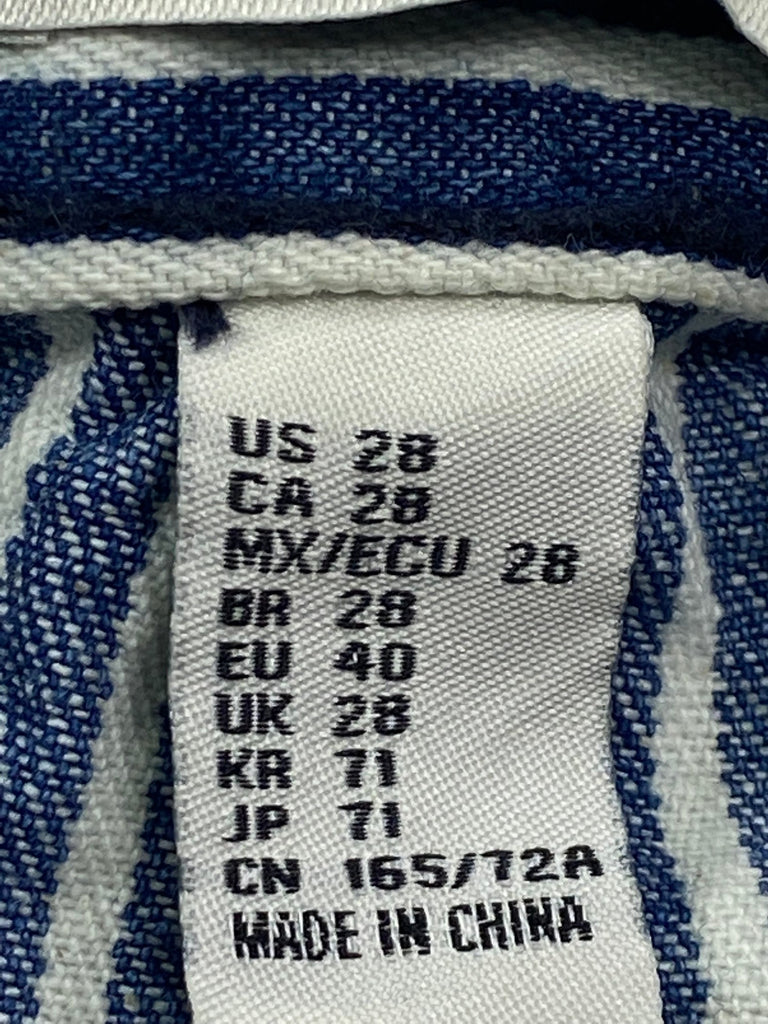 US 28
CA 28
MX/ECU 28
BR 28
EU 40
UK 28
KR 71
JP 71
CN 165/72A
MADE IN CHINA